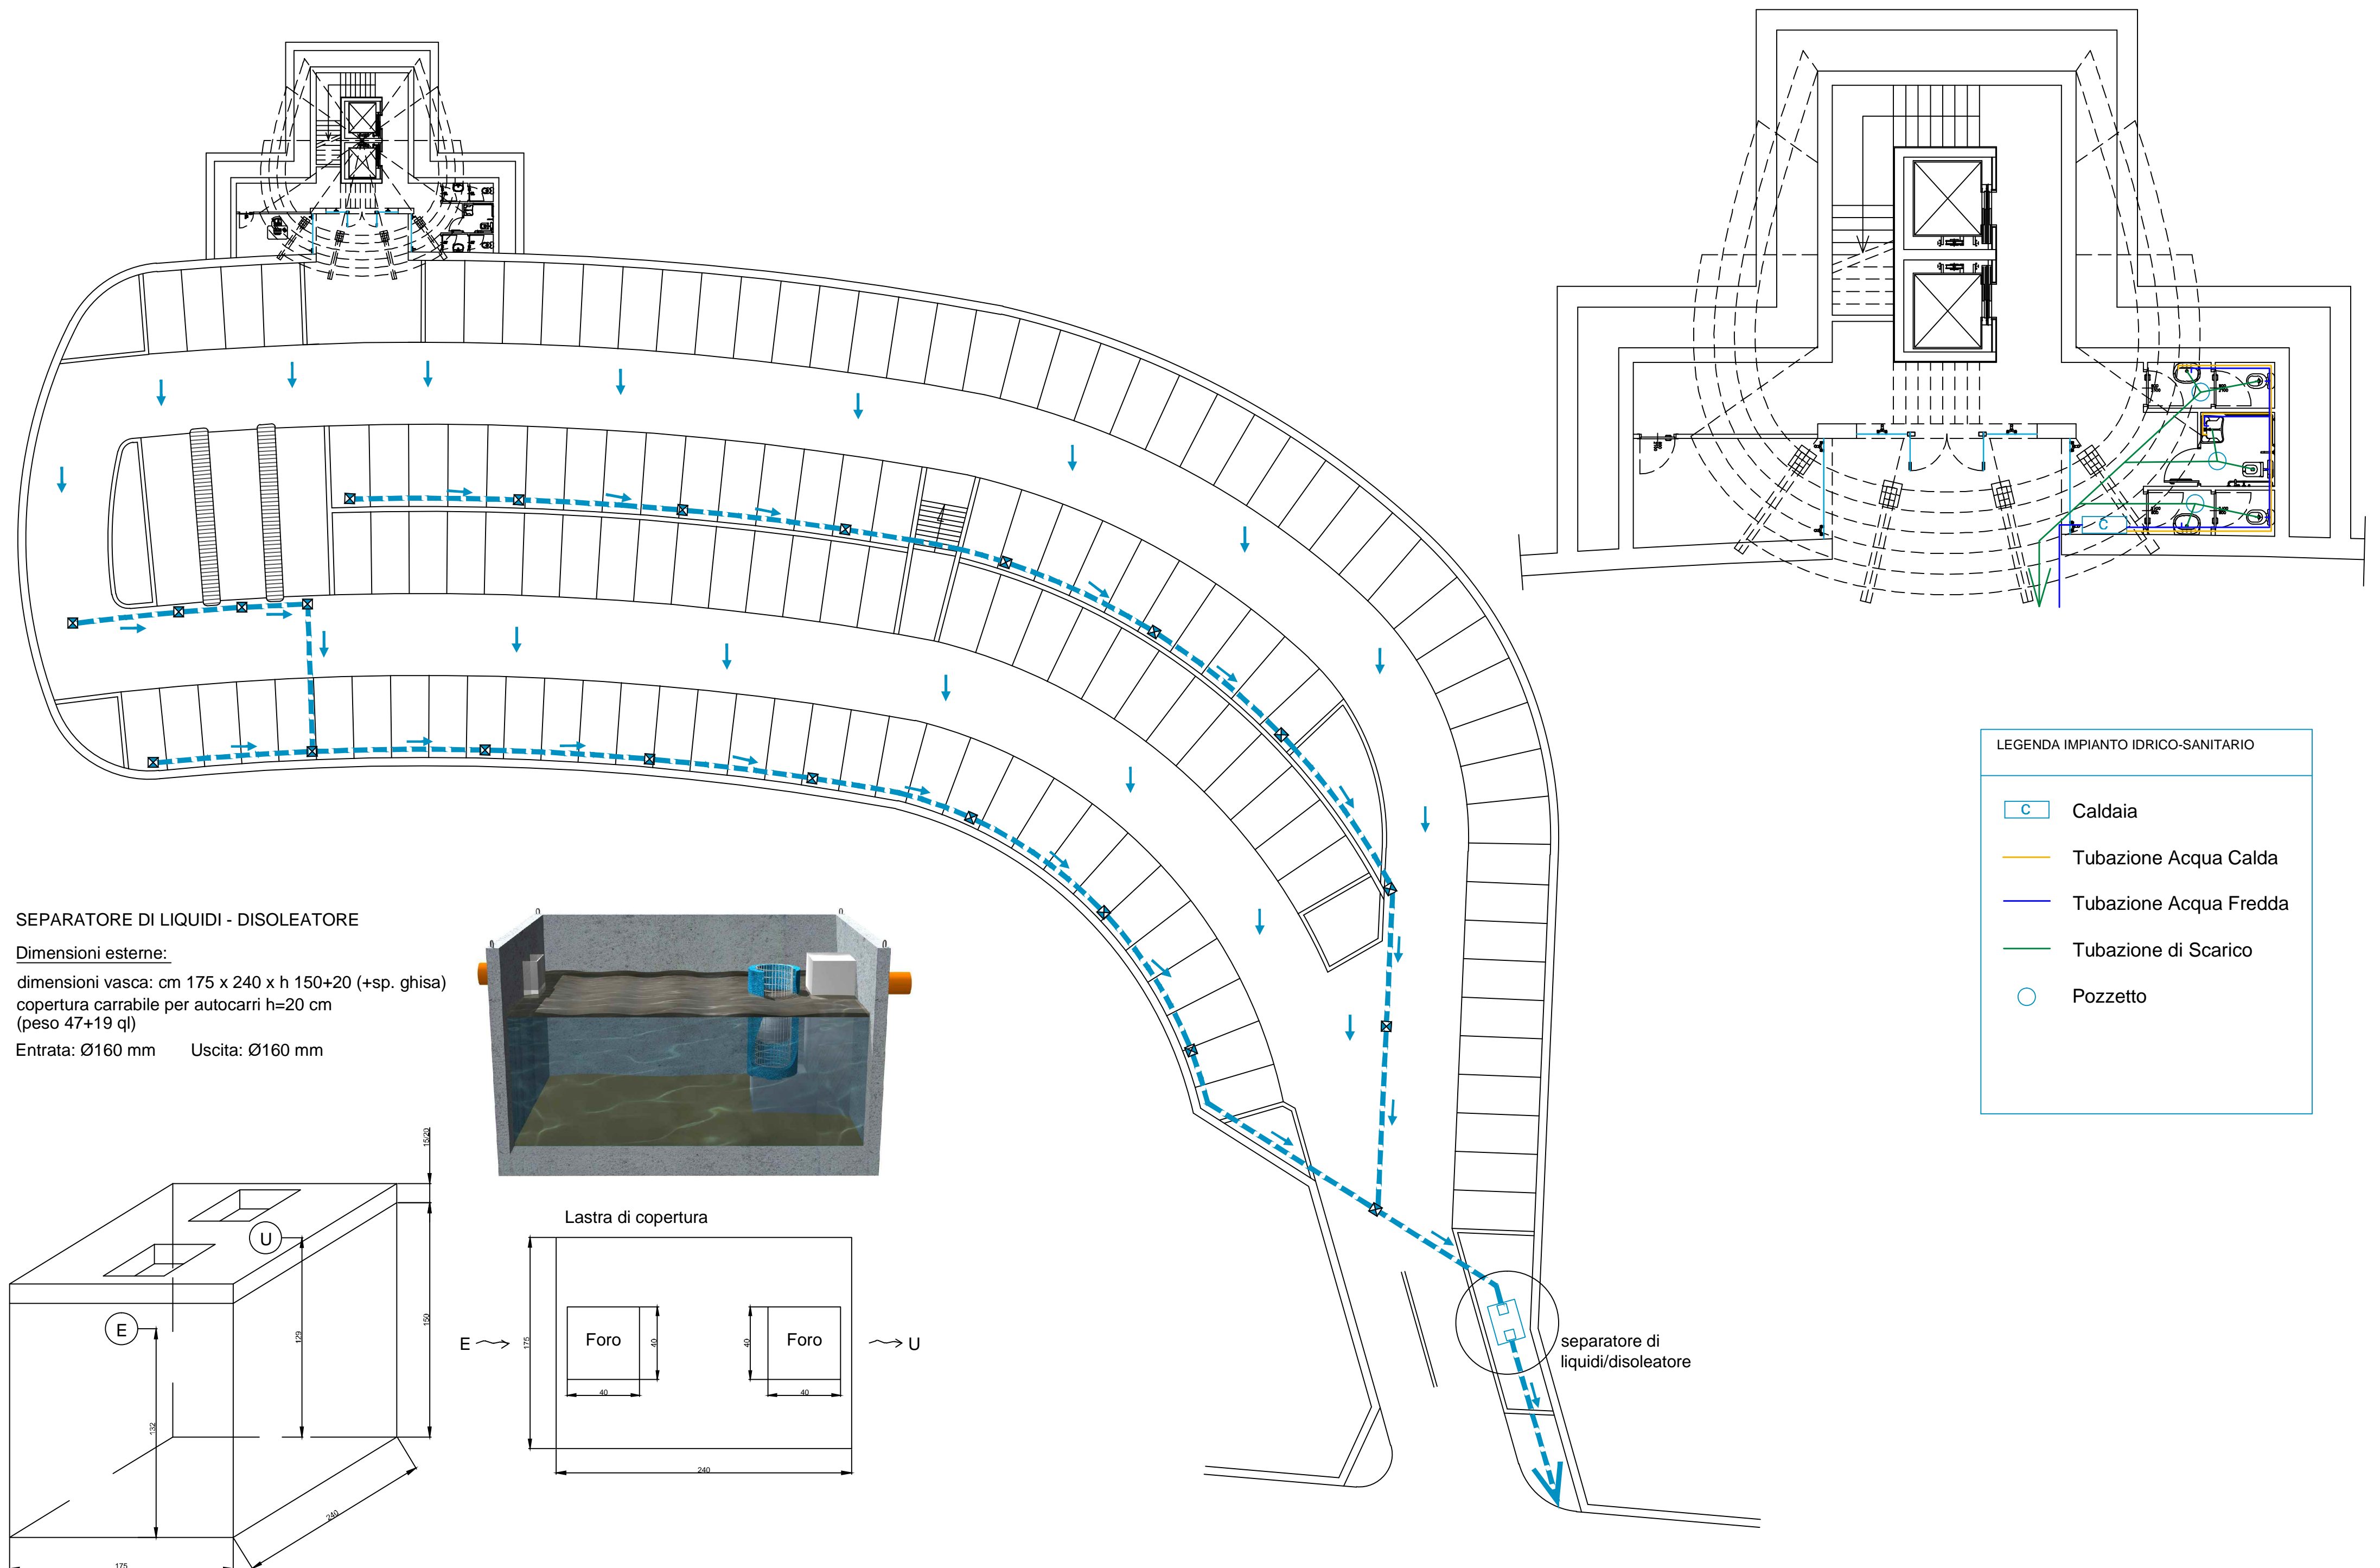 LEGENDA IMPIANTO IDRICO-SANITARIO
C
Caldaia
Tubazione Acqua Calda
Tubazione Acqua Fredda
Tubazione di Scarico
Pozzetto
C
SEPARATORE DI LIQUIDI - DISOLEATORE
Dimensioni esterne:
dimensioni vasca: cm 175 x 240 x h 150+20 (+sp. ghisa)
copertura carrabile per autocarri h=20 cm
(peso 47+19 ql)
Entrata: Ø160 mm Uscita: Ø160 mm
15/20
U
E
129
150
132
240
175
Lastra di copertura
E
175
Foro
40
40
Foro
40
40
U
240
separatore di
liquidi/disoleatore